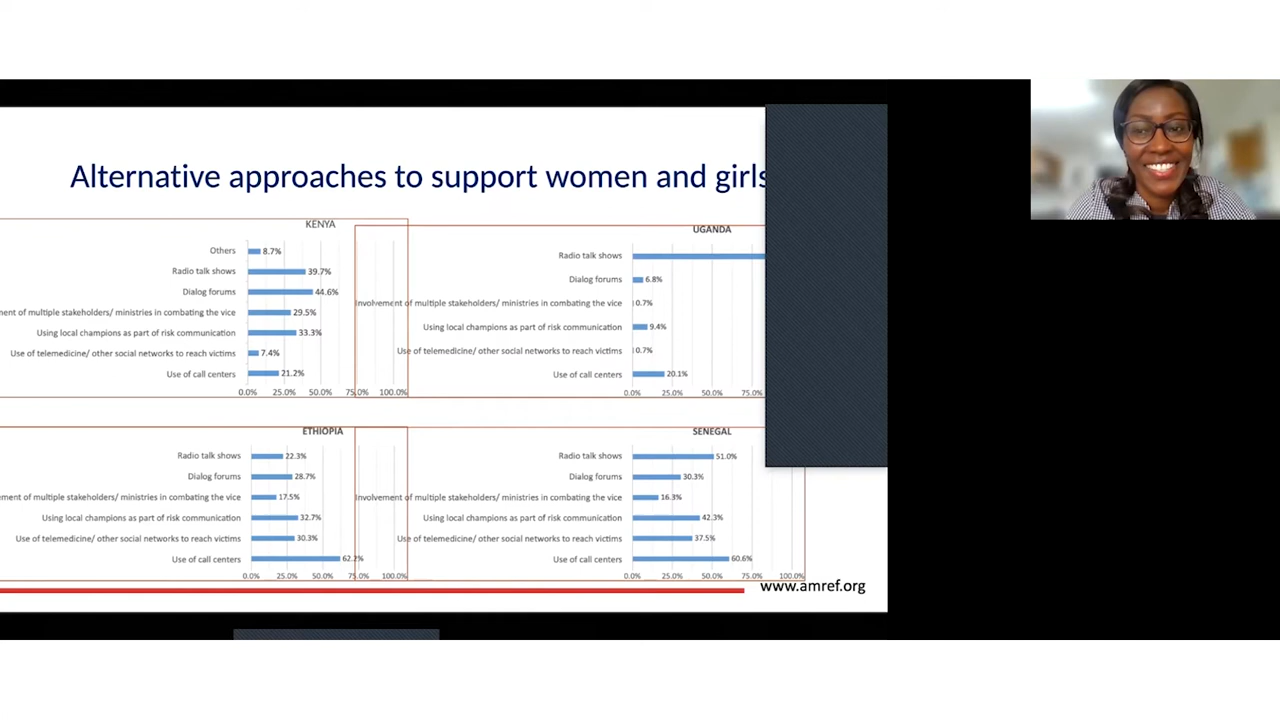 Alternative approaches to support women and girls
KENYA
Others 8.7%
Radio talk shows 39.7%
Dialog forums 44.6%
of multiple stakeholders/ ministries in combating the vice 29.5%
Using local champions as part of risk communication 33.3%
Use of telemedicine/ other social networks to reach victims 7.4%
Use of call centers 21.2%
0.0% 25.0% 50.0% 75.0% 100.0%
UGANDA
Radio talk shows
Dialog forums 6.8%
Involvement of multiple stakeholders/ ministries in combating the vice 0.7%
Using local champions as part of risk communication 9.4%
Use of telemedicine/ other social networks to reach victims 0.7%
Use of call centers 20.1%
0.0% 25.0% 50.0% 75.0%
ETHIOPIA
Radio talk shows 22.3%
Dialog forums 28.7%
of multiple stakeholders/ ministries in combating the vice 17.5%
Using local champions as part of risk communication 32.7%
Use of telemedicine/ other social networks to reach victims 30.3%
Use of call centers 62.2%
0.0% 25.0% 50.0% 75.0% 100.0%
SENEGAL
Radio talk shows 51.0%
Dialog forums 30.3%
Involvement of multiple stakeholders/ ministries in combating the vice 16.3%
Using local champions as part of risk communication 42.3%
Use of telemedicine/ other social networks to reach victims 37.5%
Use of call centers 60.6%
0.0% 25.0% 50.0% 75.0% 100.0%
www.amref.org